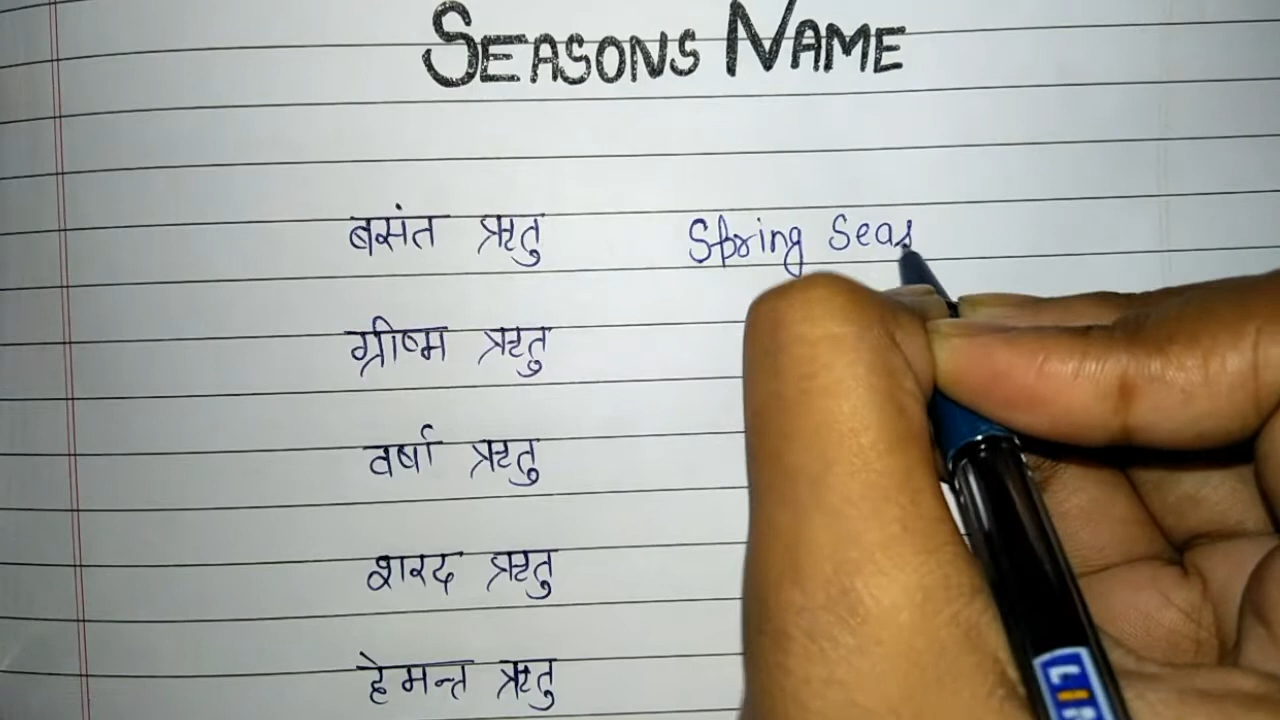 SEASONS NAME
बसंत ऋतु Spring Seas
ग्रीष्म ऋतु
वर्षा ऋतु
शरद ऋतु
हेमन्त ऋतु